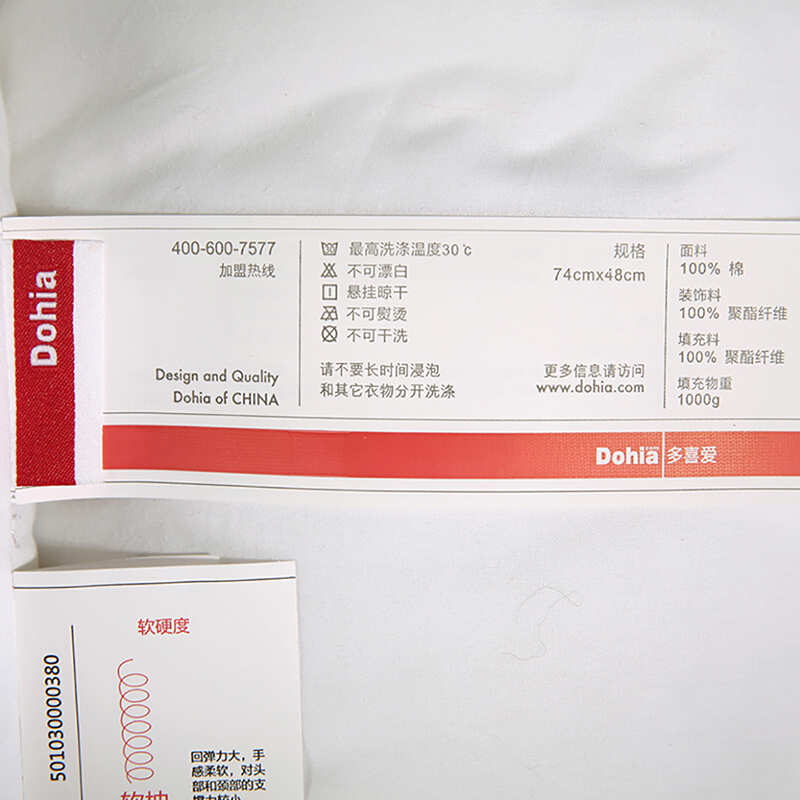 Dohia
400-600-7577
加盟热线
Design and Quality
Dohia of CHINA
最高洗涤温度30℃
不可漂白
悬挂晾干
不可熨烫
不可干洗
请不要长时间浸泡
和其它衣物分开洗涤
规格
74cmx48cm
更多信息请访问
www.dohia.com
面料
100% 棉
装饰料
100% 聚酯纤维
填充料
100% 聚酯纤维
填充物重
1000g
Dohia 多喜爱
501030000380
软硬度
回弹力大，手
感柔软，对头
部和颈部的支